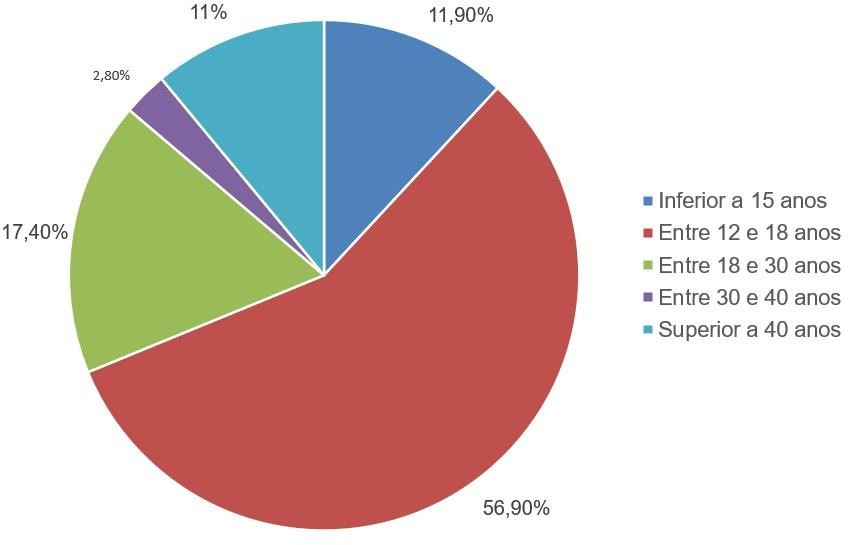 11%
11,90%
2,80%
17,40%
56,90%
Inferior a 15 anos
Entre 12 e 18 anos
Entre 18 e 30 anos
Entre 30 e 40 anos
Superior a 40 anos